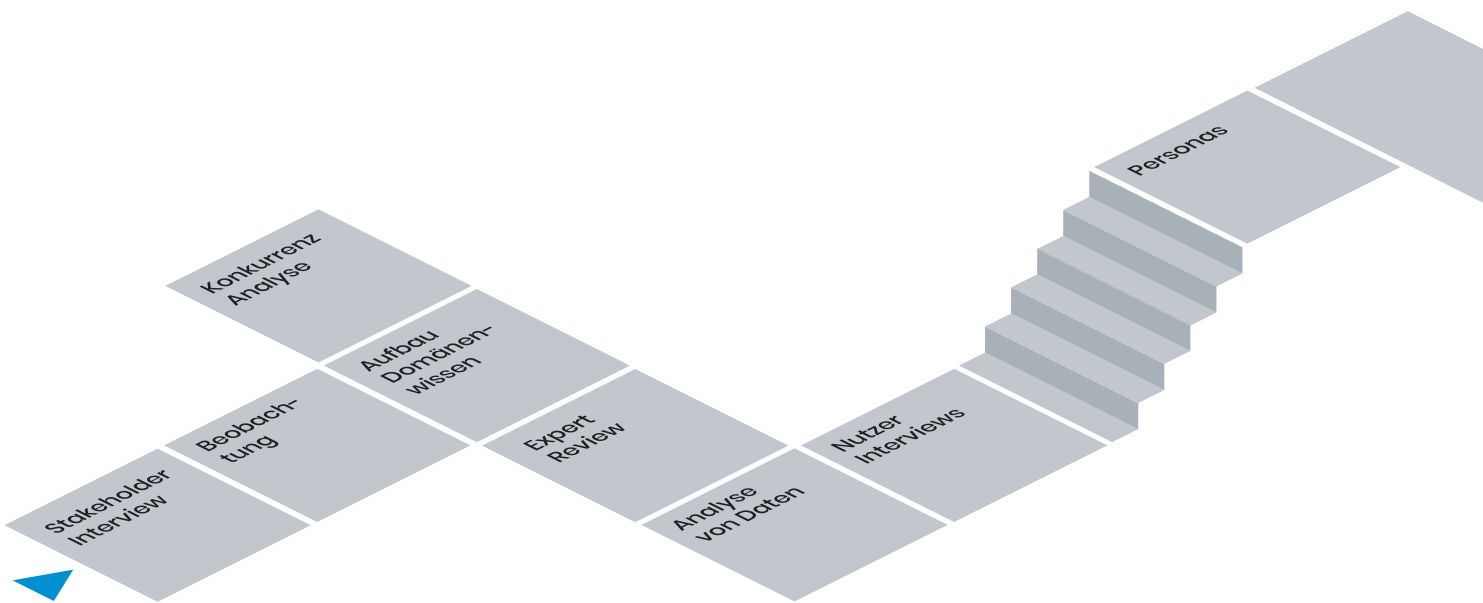 Stakeholder
Interview
Beobach-
tung
Konkurrenz
Analyse
Aufbau
Domänen-
wissen
Expert
Review
Analyse
von Daten
Nutzer
Interviews
Personas